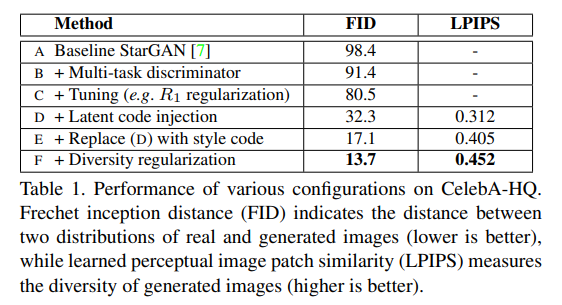 Method FID LPIPS
A Baseline StarGAN [7] 98.4 -
B + Multi-task discriminator 91.4 -
C + Tuning (e.g. R1 regularization) 80.5 -
D + Latent code injection 32.3 0.312
E + Replace (D) with style code 17.1 0.405
F + Diversity regularization 13.7 0.452
Table 1. Performance of various configurations on CelebA-HQ.
Frechet inception distance (FID) indicates the distance between
two distributions of real and generated images (lower is better),
while learned perceptual image patch similarity (LPIPS) measures
the diversity of generated images (higher is better).